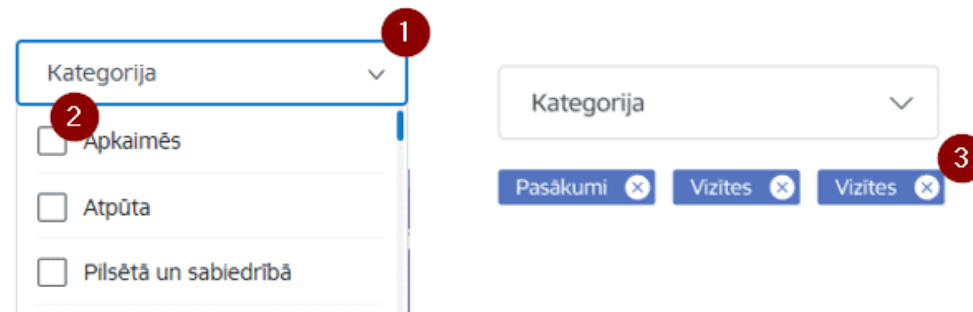 1
Kategorija
2
Apkaimēs
Atpūta
Pilsētā un sabiedrībā
Kategorija
3
Pasākumi Vizītes Vizītes